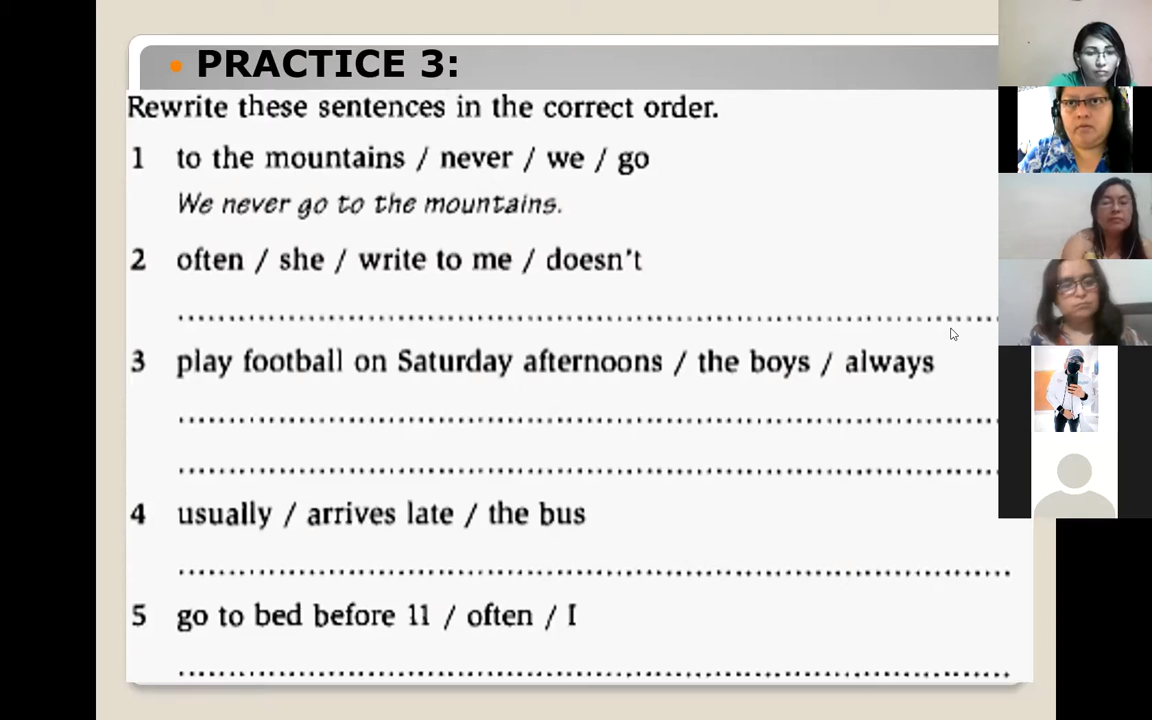 PRACTICE 3:
Rewrite these sentences in the correct order.
1 to the mountains / never / we / go
We never go to the mountains.
2 often / she / write to me / doesn't
3 play football on Saturday afternoons / the boys / always
4 usually / arrives late / the bus
5 go to bed before 11 / often / I